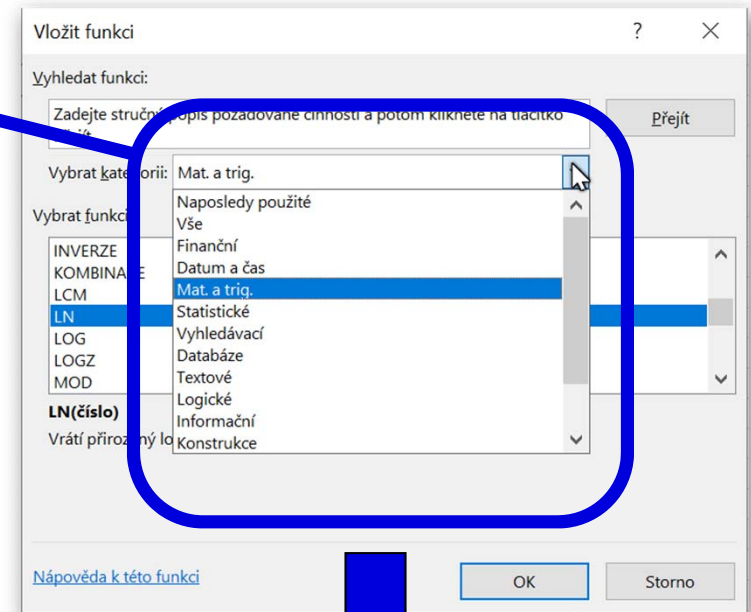 Vložit funkci
Vyhledat funkci:
Zadejte stručný popis požadované činnosti a potom klikněte na tlačítko
Přejít
Vybrat kategorii: Mat. a trig.
Naposledy použité
Vše
Finanční
Datum a čas
Mat. a trig.
Statistické
Vyhledávací
Databáze
Textové
Logické
Informační
Konstrukce
Vybrat funkci
INVERZE
KOMBINACE
LCM
LN
LOG
LOGZ
MOD
LN(číslo)
Vrátí přirozený
Nápověda k této funkci
OK
Storno